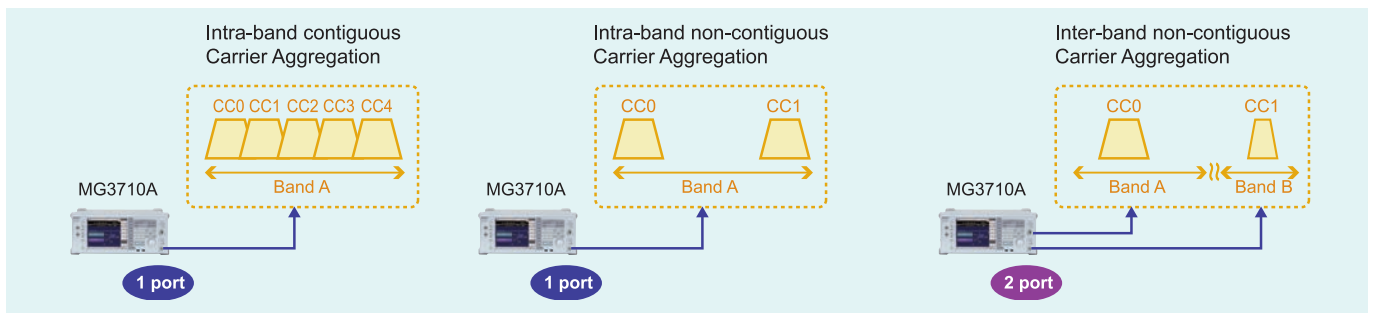 Intra-band contiguous
Carrier Aggregation
CC0 CC1 CC2 CC3 CC4
Band A
MG3710A
1 port
Intra-band non-contiguous
Carrier Aggregation
CC0 CC1
Band A
MG3710A
1 port
Inter-band non-contiguous
Carrier Aggregation
CC0 CC1
Band A Band B
MG3710A
2 port